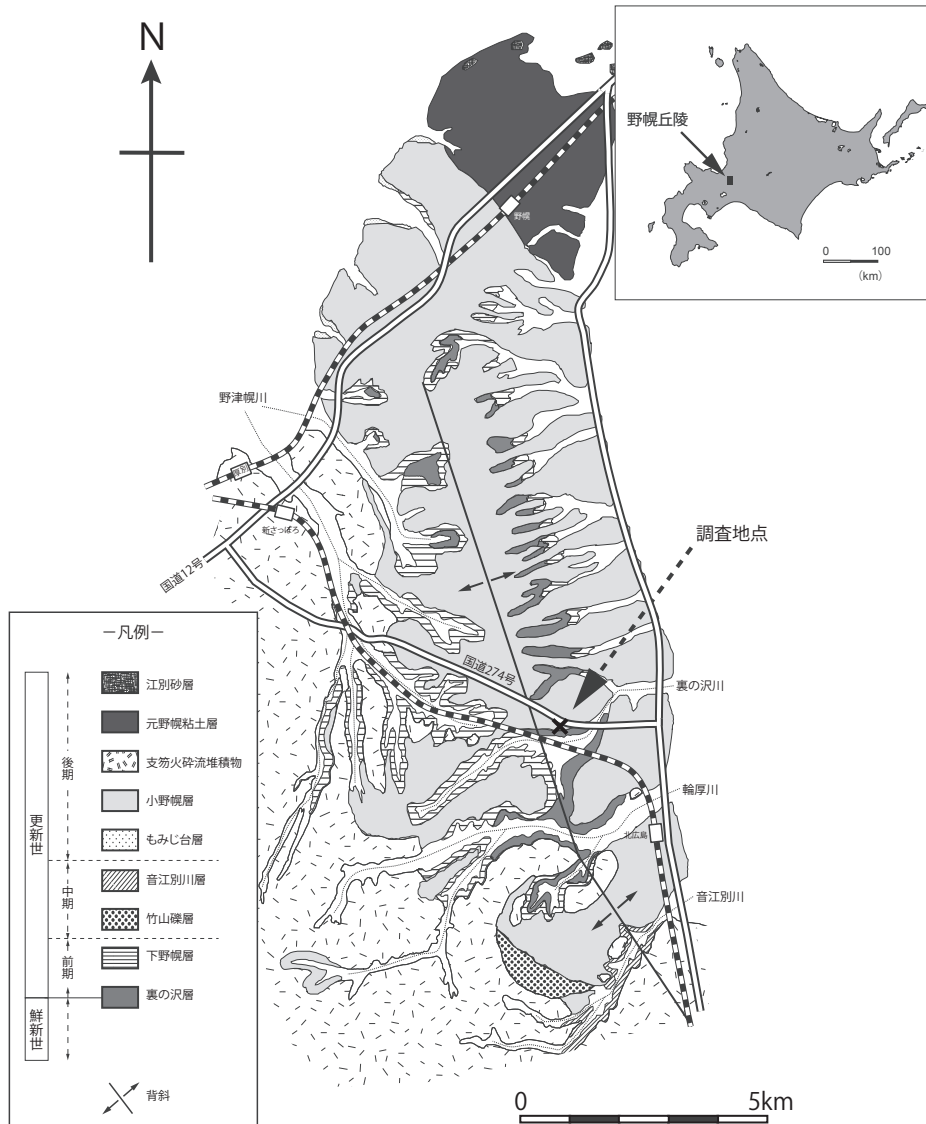 N
野幌丘陵
0 100
(km)
野幌
野津幌川
厚別
新さっぽろ
国道12号
調査地点
国道274号
裏の沢川
輪厚川
北広島
音江別川
−凡例−
江別砂層
元野幌粘土層
支笏火砕流堆積物
小野幌層
もみじ台層
音江別川層
竹山礫層
下野幌層
裏の沢層
更新世
鮮新世
後期
中期
前期
背斜
0 5km